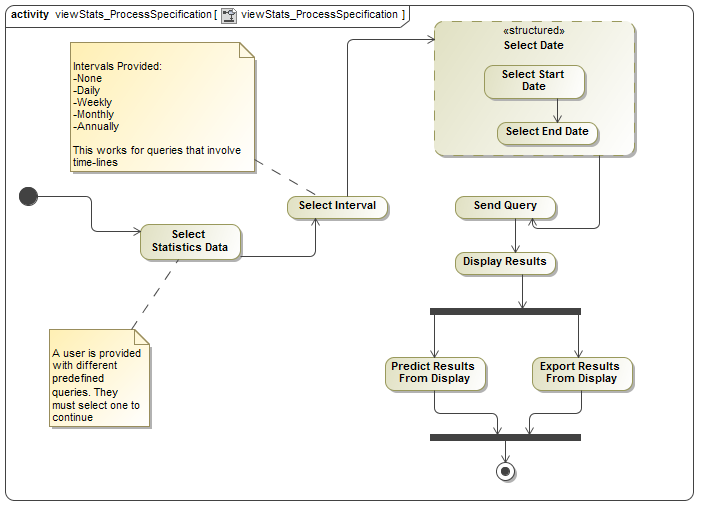 activity viewStats_ProcessSpecification [ viewStats_ProcessSpecification ]
Intervals Provided:
-None
-Daily
-Weekly
-Monthly
-Annually
This works for queries that involve
time-lines
«structured»
Select Date
Select Start
Date
Select End Date
Select Interval
Send Query
Select
Statistics Data
Display Results
A user is provided
with different
predefined
queries. They
must select one to
continue
Predict Results
From Display
Export Results
From Display